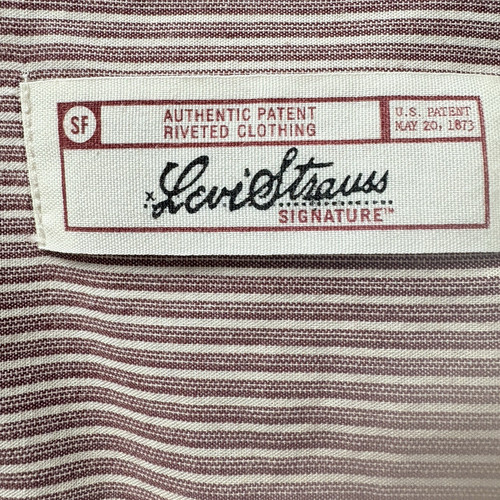 SF
AUTHENTIC PATENT
RIVETED CLOTHING
U.S. PATENT
MAY 20, 1873
x Levi Strauss
SIGNATURE™